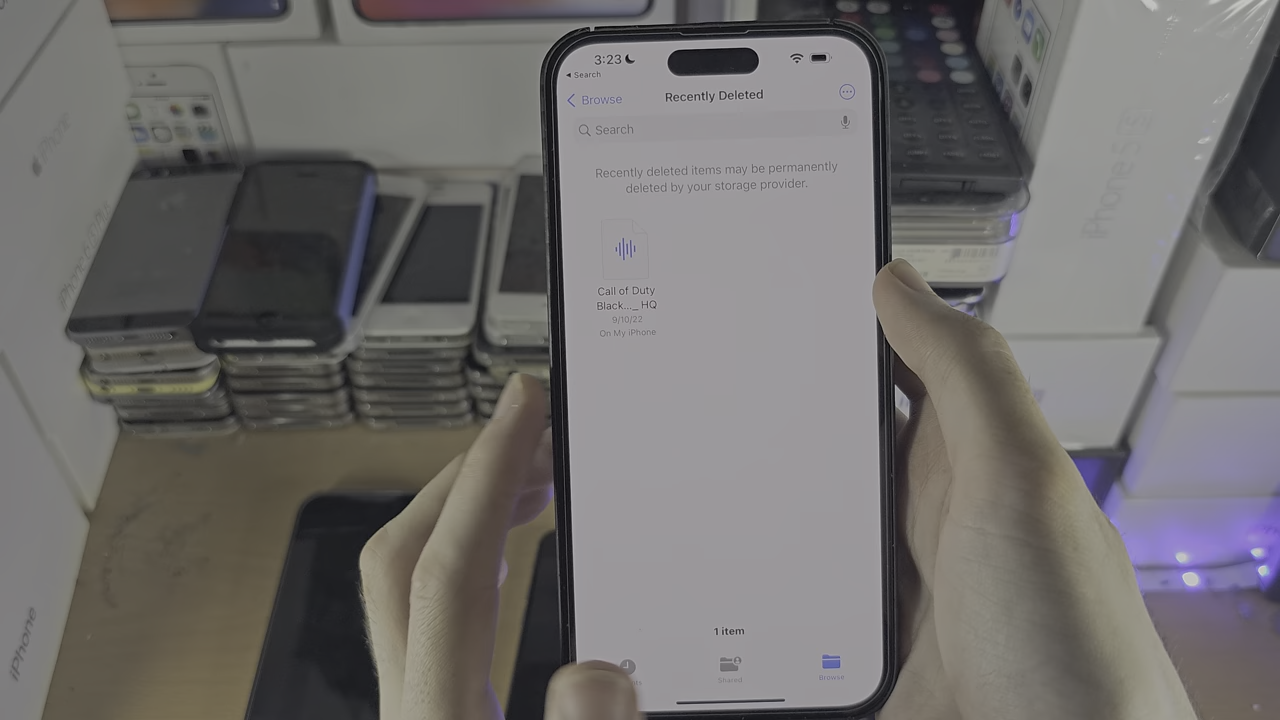 3:23
Search
Browse
Recently Deleted
Search
Recently deleted items may be permanently
deleted by your storage provider.
Call of Duty
Black..._ HQ
9/10/22
On My iPhone
1 item
Shared
Browse
iPhone
iPhone
iPhone 5s